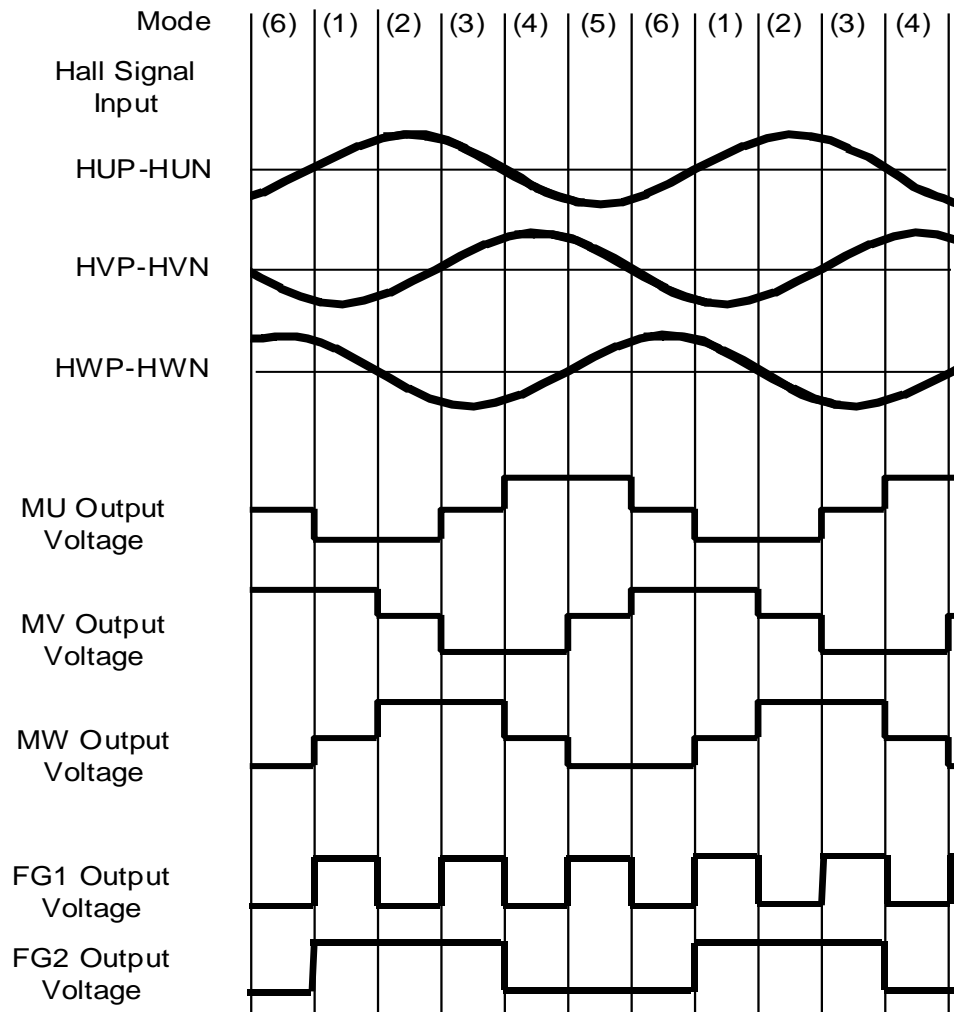 Mode (6) (1) (2) (3) (4) (5) (6) (1) (2) (3) (4)
Hall Signal
Input
HUP-HUN
HVP-HVN
HWP-HWN
MU Output
Voltage
MV Output
Voltage
MW Output
Voltage
FG1 Output
Voltage
FG2 Output
Voltage